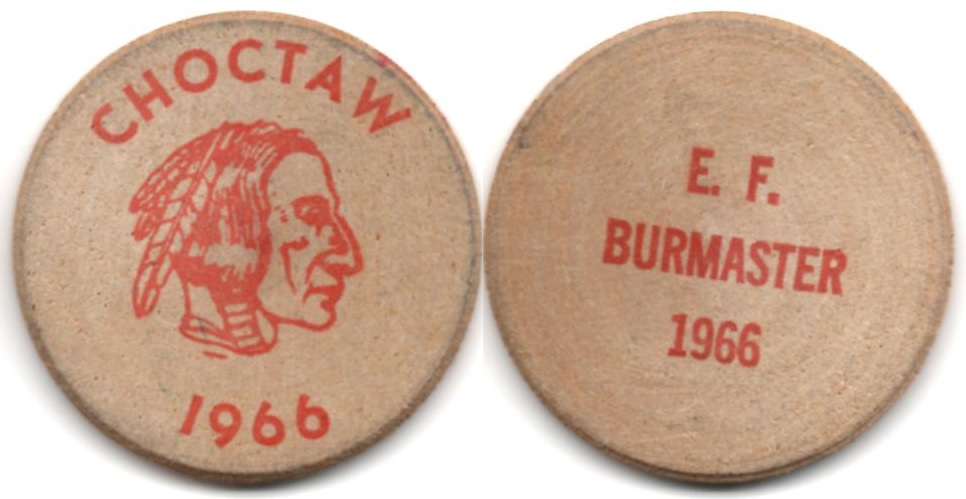 CHOCTAW
1966
E. F.
BURMASTER
1966